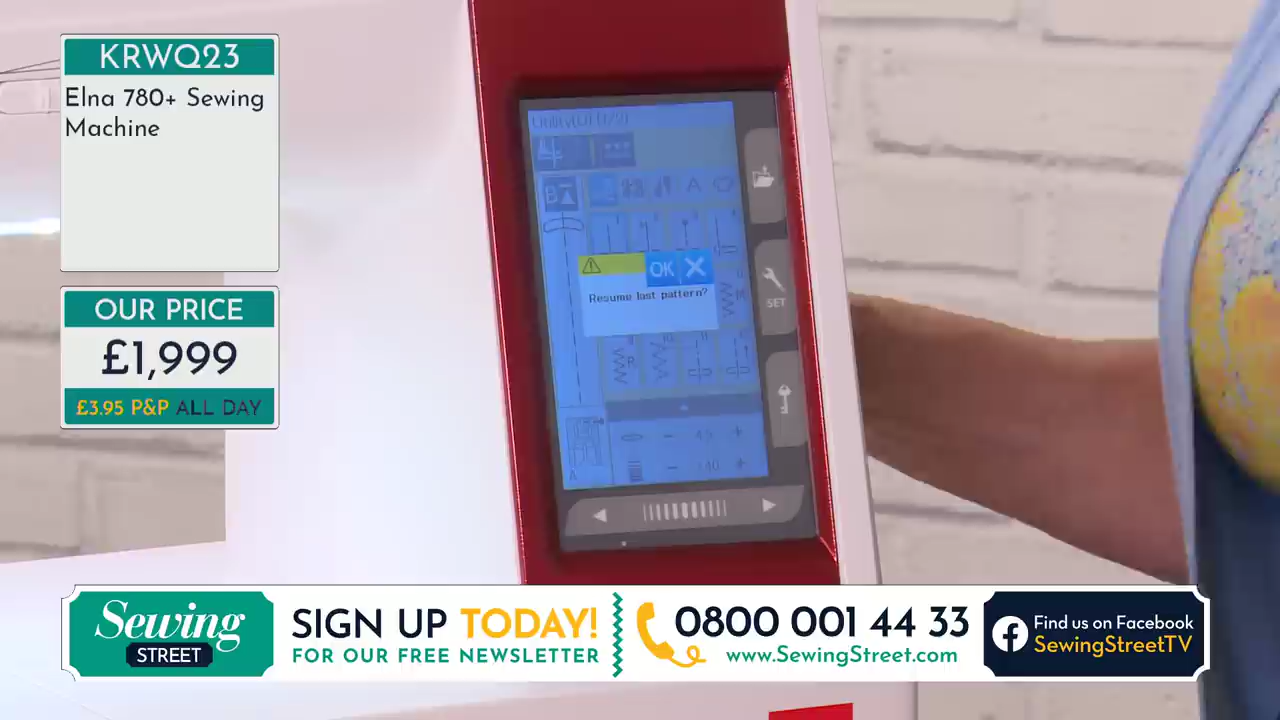 KRWQ23
Elna 780+ Sewing
Machine
OUR PRICE
£1,999
£3.95 P&P ALL DAY
OK
Resume last pattern?
SET
Sewing
STREET
SIGN UP TODAY!
FOR OUR FREE NEWSLETTER
0800 001 44 33
www.SewingStreet.com
Find us on Facebook
SewingStreetTV